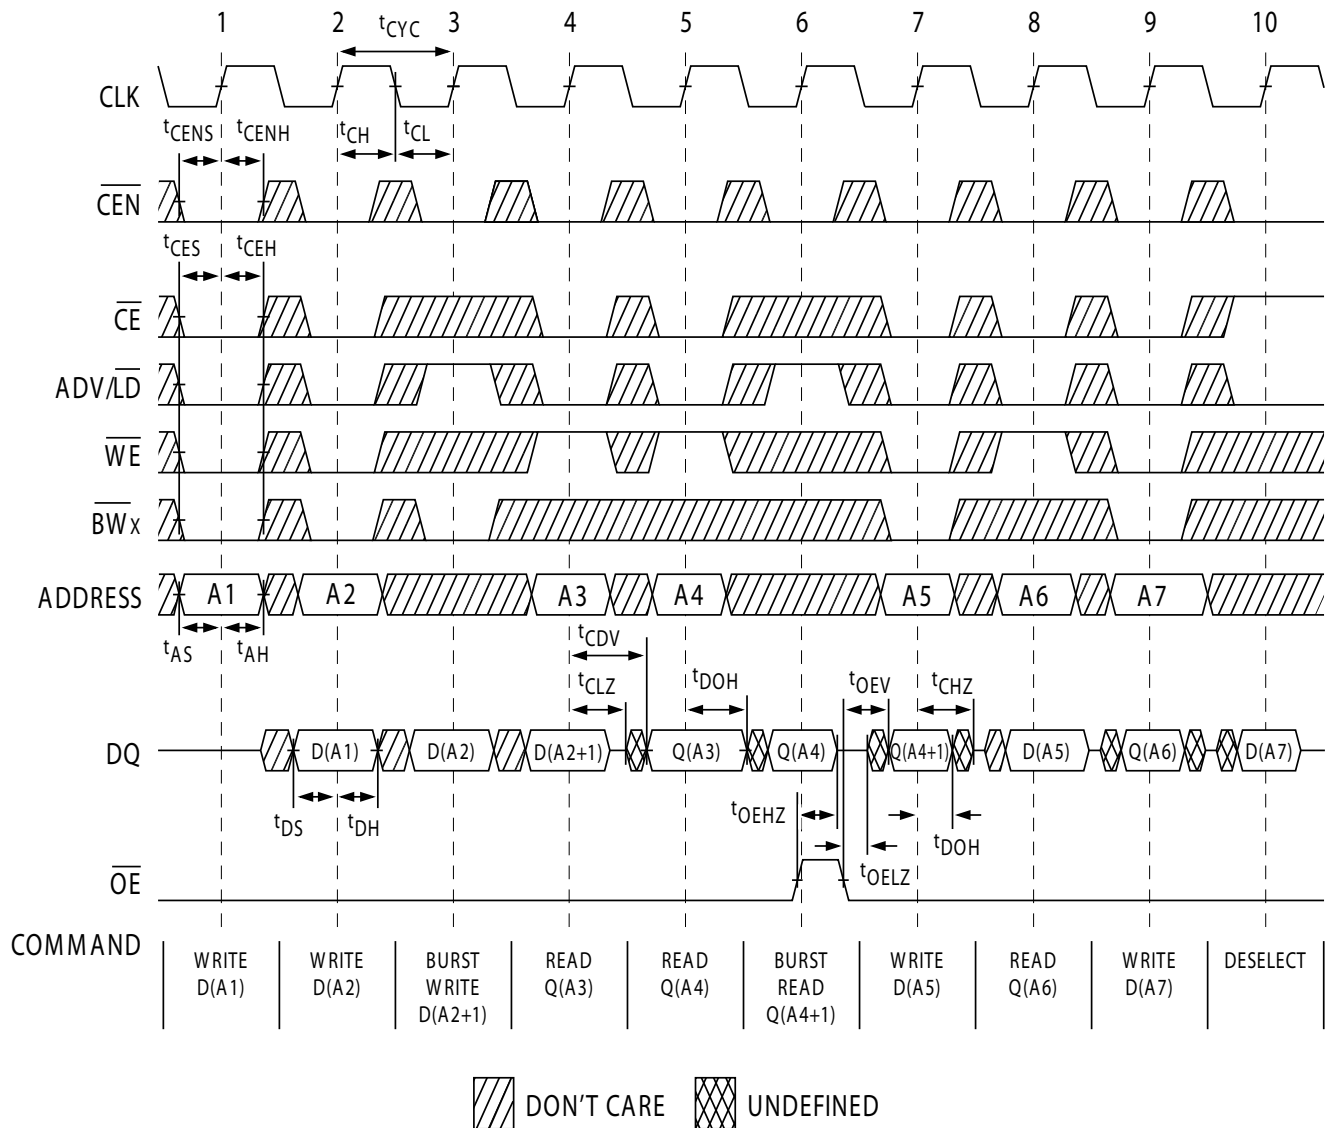 1 2 3 4 5 6 7 8 9 10
tCYC
CLK
tCENS tCENH tCH tCL
CEN
tCES tCEH
CE
ADV/LD
WE
BWx
ADDRESS A1 A2 A3 A4 A5 A6 A7
tAS tAH tCDV
tCLZ tDOH tOEV tCHZ
DQ D(A1) D(A2) D(A2+1) Q(A3) Q(A4) Q(A4+1) D(A5) Q(A6) D(A7)
tDS tDH tOEHZ tDOH
tOELZ
OE
COMMAND
WRITE WRITE BURST READ READ BURST WRITE READ WRITE DESELECT
D(A1) D(A2) WRITE Q(A3) Q(A4) READ D(A5) Q(A6) D(A7)
D(A2+1) Q(A4+1)
DON'T CARE UNDEFINED